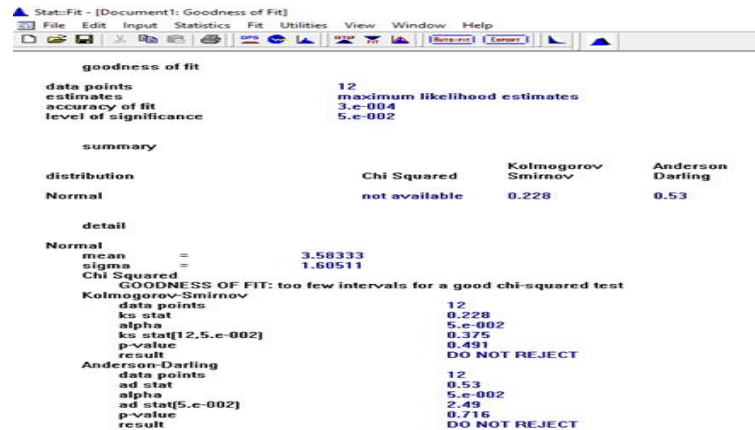 Stat::Fit - [Document1: Goodness of Fit]
File Edit Input Statistics Fit Utilities View Window Help
goodness of fit
data points 12
estimates maximum likelihood estimates
accuracy of fit 3.e-004
level of significance 5.e-002
summary
distribution Chi Squared Kolmogorov Smirnov Anderson Darling
Normal not available 0.228 0.53
detail
Normal
mean = 3.58333
sigma = 1.60511
Chi Squared
GOODNESS OF FIT: too few intervals for a good chi-squared test
Kolmogorov-Smirnov
data points 12
ks stat 0.228
alpha 5.e-002
ks stat(12,5.e-002) 0.375
p-value 0.491
result DO NOT REJECT
Anderson-Darling
data points 12
ad stat 0.53
alpha 5.e-002
ad stat(5.e-002) 2.49
p-value 0.716
result DO NOT REJECT